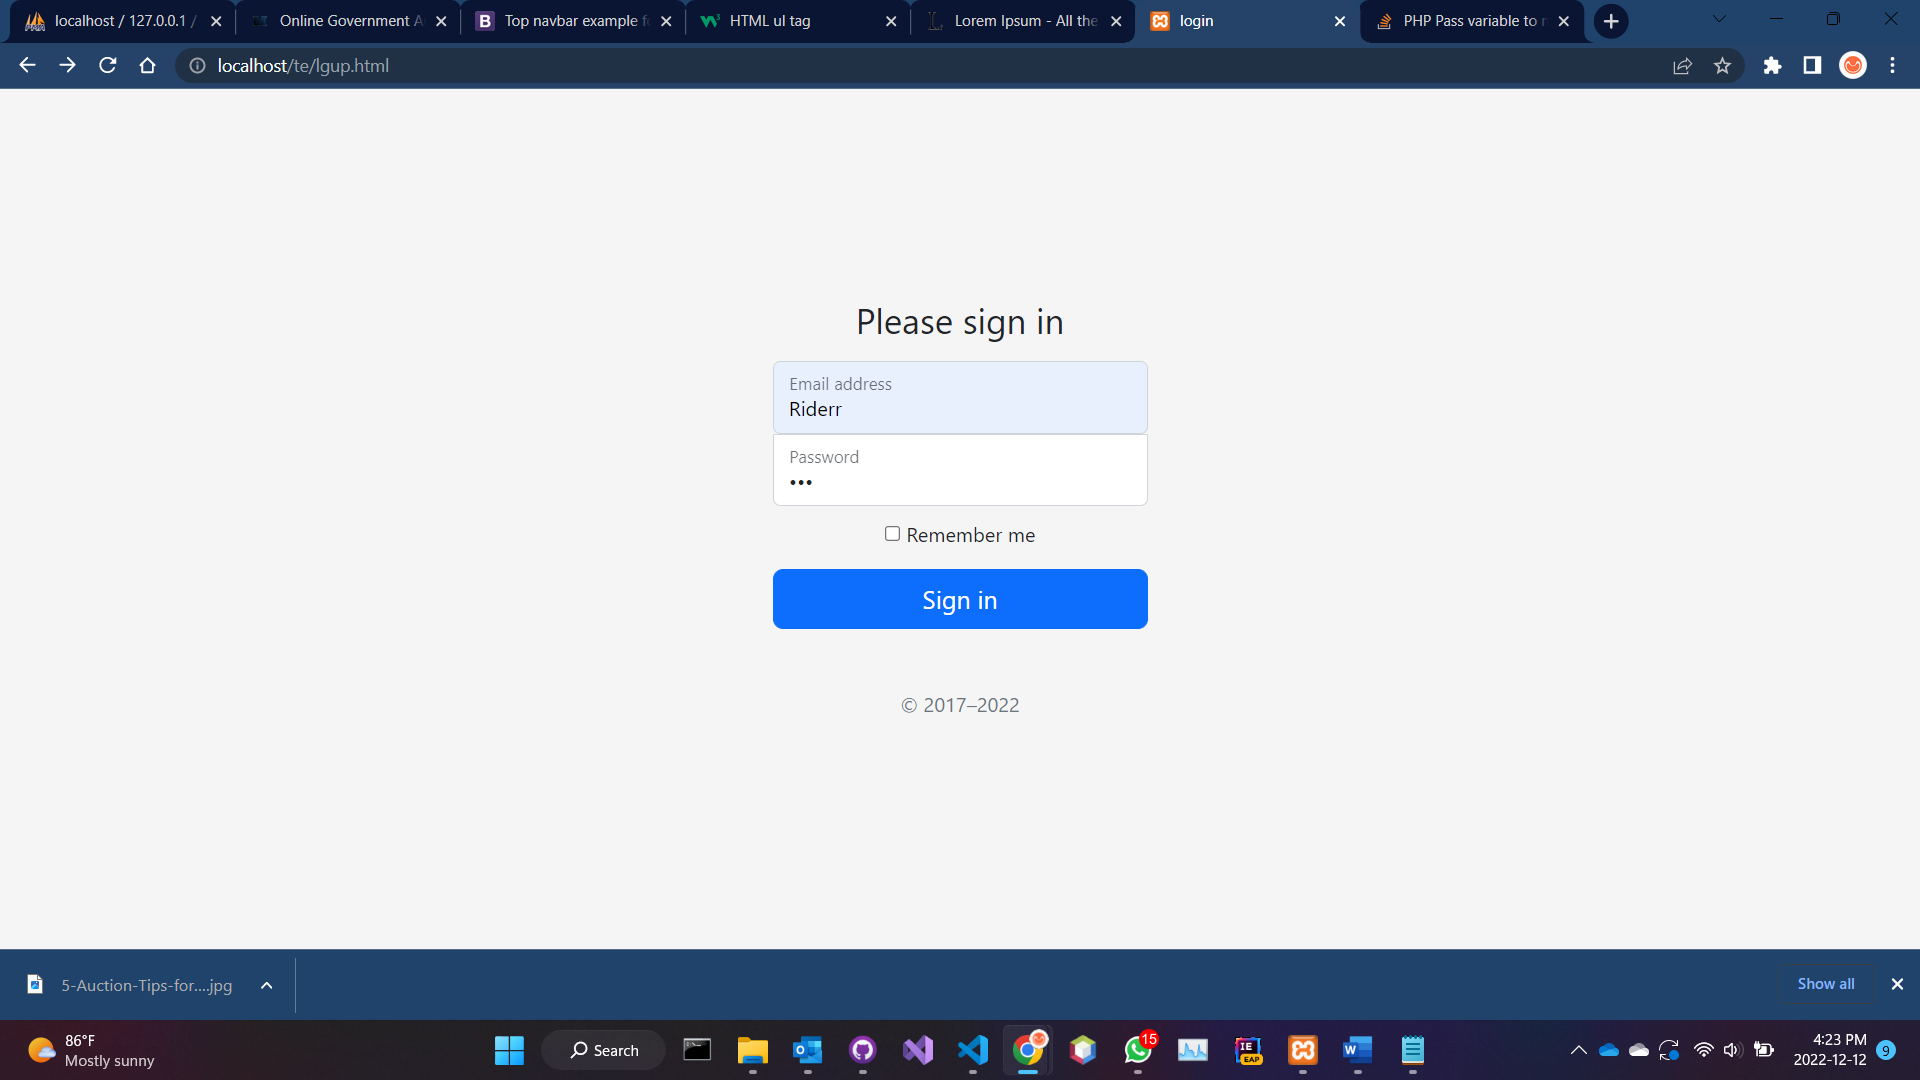 localhost / 127.0.0.1 /
Online Government A
Top navbar example f
HTML ul tag
Lorem Ipsum - All the
login
PHP Pass variable to
localhost/te/lgup.html
Please sign in
Email address
Riderr
Password
Remember me
Sign in
© 2017–2022
5-Auction-Tips-for....jpg
Show all
86°F
Mostly sunny
Search
15
IE
EAP
4:23 PM
2022-12-12
9